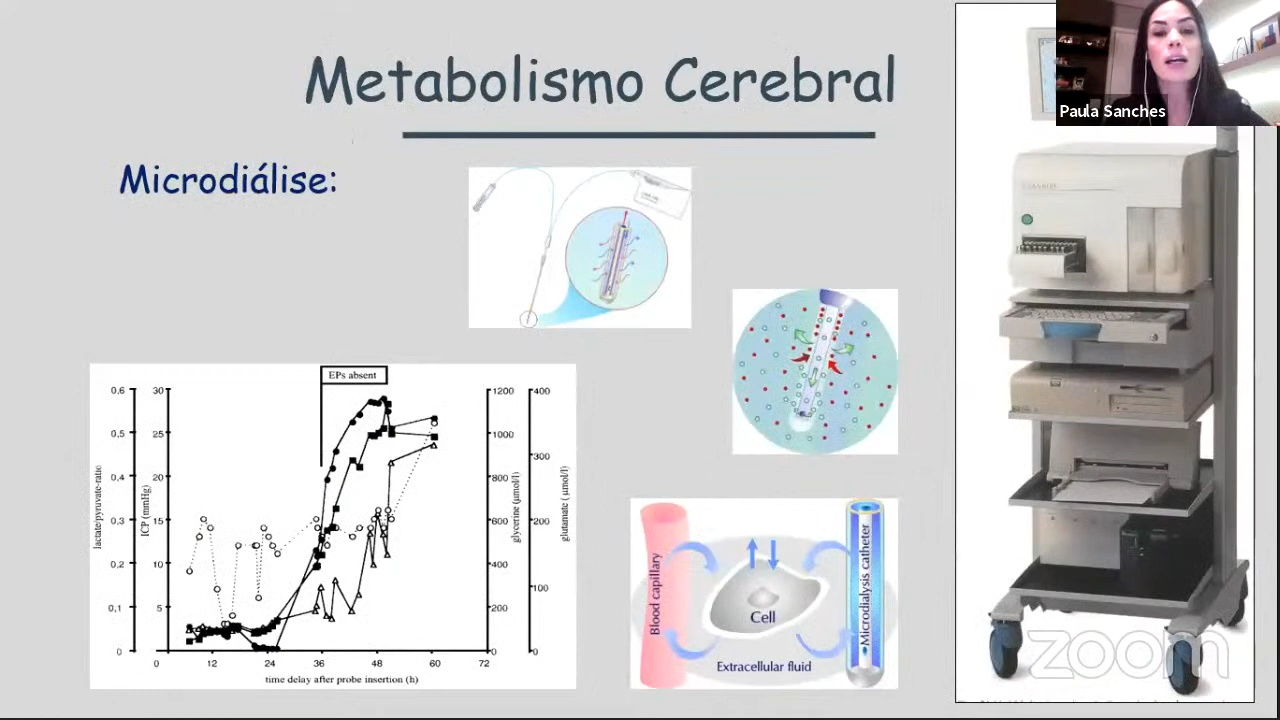 Metabolismo Cerebral
Paula Sanches
Microdiálise:
EPs absent
0,6 30 1200 400
0,5 25 1000
300
0,4 20 800
0,3 15 600 200
0,2 10 400
100
0,1 5 200
0 0 0
0 12 24 36 48 60 72
lactate/pyruvate-ratio
ICP (mmHg)
glycerine (µmol/l)
glutamate (µmol/l)
time delay after probe insertion (h)
Blood capillary
Cell
Microdialysis catheter
Extracellular fluid
zoom